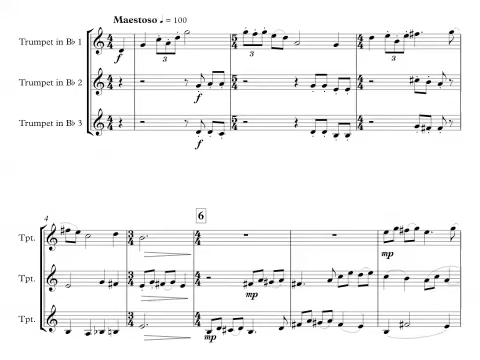 Maestoso ♩ = 100
Trumpet in B♭ 1
f
3
3
3
Trumpet in B♭ 2
f
Trumpet in B♭ 3
f
4
6
Tpt.
mp
Tpt.
mp
Tpt.
mp